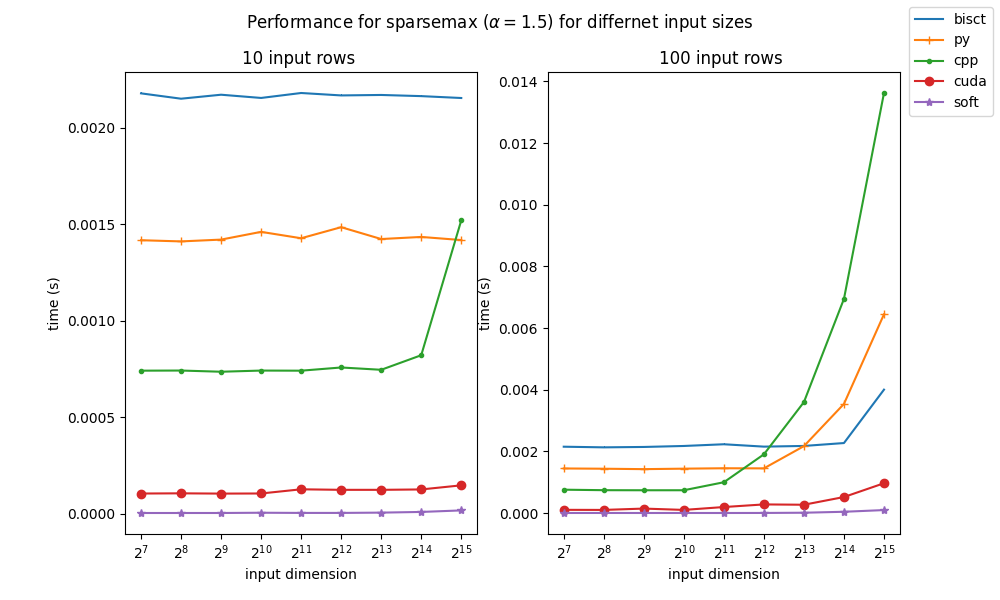 Performance for sparsemax (α = 1.5) for differnet input sizes
10 input rows
0.0020
0.0015
0.0010
0.0005
0.0000
time (s)
2^7 2^8 2^9 2^10 2^11 2^12 2^13 2^14 2^15
input dimension
100 input rows
0.014
0.012
0.010
0.008
0.006
0.004
0.002
0.000
time (s)
2^7 2^8 2^9 2^10 2^11 2^12 2^13 2^14 2^15
input dimension
bisct
py
cpp
cuda
soft